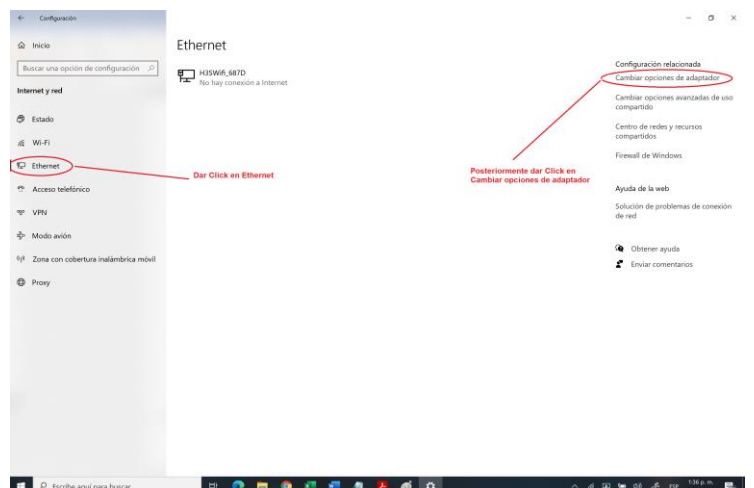 Configuración
Inicio
Buscar una opción de configuración
Internet y red
Estado
Wi-Fi
Ethernet
Acceso telefónico
VPN
Modo avión
Zona con cobertura inalámbrica móvil
Proxy
Ethernet
H3SWifi_687D
No hay conexión a Internet
Dar Click en Ethernet
Posteriormente dar Click en
Cambiar opciones de adaptador
Configuración relacionada
Cambiar opciones de adaptador
Cambiar opciones avanzadas de uso
compartido
Centro de redes y recursos
compartidos
Firewall de Windows
Ayuda de la web
Solución de problemas de conexión
de red
Obtener ayuda
Enviar comentarios
Escribe aquí para buscar
ESP
1:36 p. m.